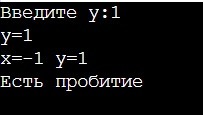 Введите y:1
y=1
x=-1 y=1
Есть пробитие